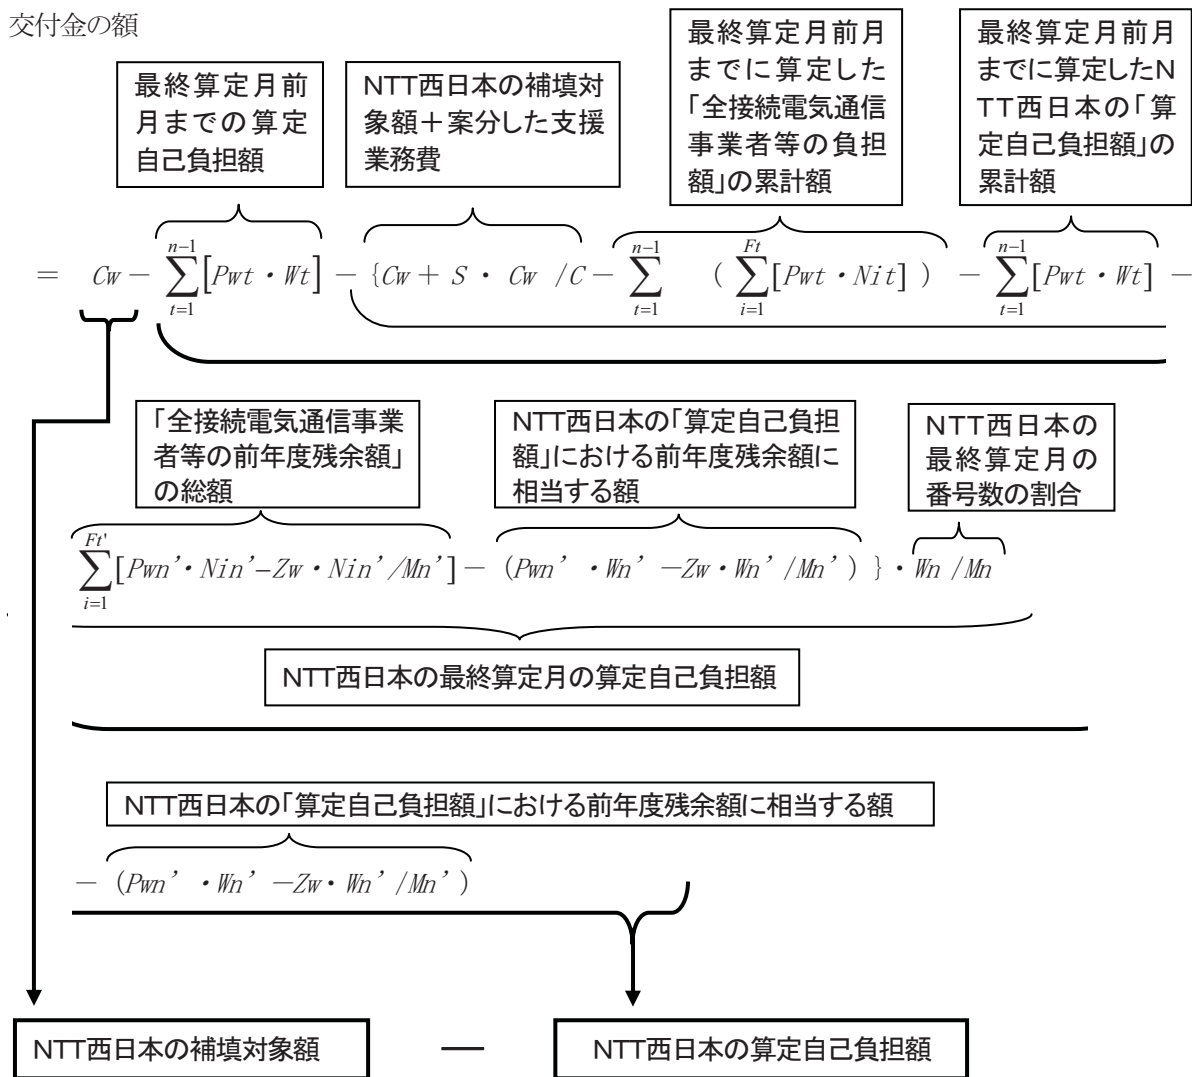 交付金の額
最終算定月前
月までの算定
自己負担額
NTT西日本の補填対
象額+案分した支援
業務費
最終算定月前月
までに算定した
「全接続電気通信
事業者等の負担
額」の累計額
最終算定月前月
までに算定したN
TT西日本の「算
定自己負担額」の
累計額
= Cw − n−1 ∑ t=1 [Pwt・Wt] − {Cw + S・Cw /C − n−1 ∑ t=1 ( Ft ∑ i=1 [Pwt・Nit] ) − n−1 ∑ t=1 [Pwt・Wt] −
「全接続電気通信事業
者等の前年度残余額」
の総額
NTT西日本の「算定自己負担
額」における前年度残余額に
相当する額
NTT西日本の
最終算定月の
番号数の割合
Ft' ∑ i=1 [Pwn’・Nin’−Zw・Nin’/Mn’] − (Pwn’・Wn’−Zw・Wn’/Mn’) }・Wn /Mn
NTT西日本の最終算定月の算定自己負担額
NTT西日本の「算定自己負担額」における前年度残余額に相当する額
− (Pwn’・Wn’−Zw・Wn’/Mn’)
NTT西日本の補填対象額 ― NTT西日本の算定自己負担額